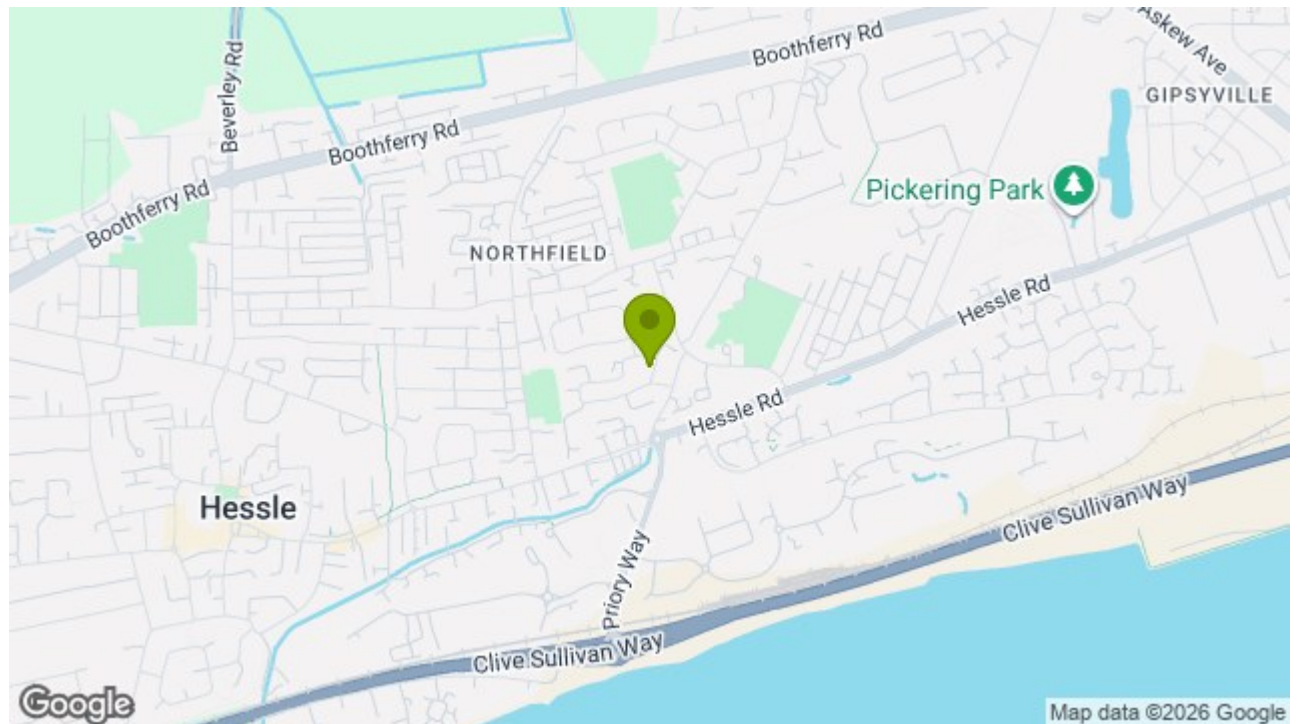 Boothferry Rd
Askew Ave
GIPSYVILLE
Beverley Rd
Boothferry Rd
Pickering Park
Boothferry Rd
NORTHFIELD
Hessle Rd
Hessle Rd
Hessle
Clive Sullivan Way
Priory Way
Clive Sullivan Way
Google
Map data ©2026 Google